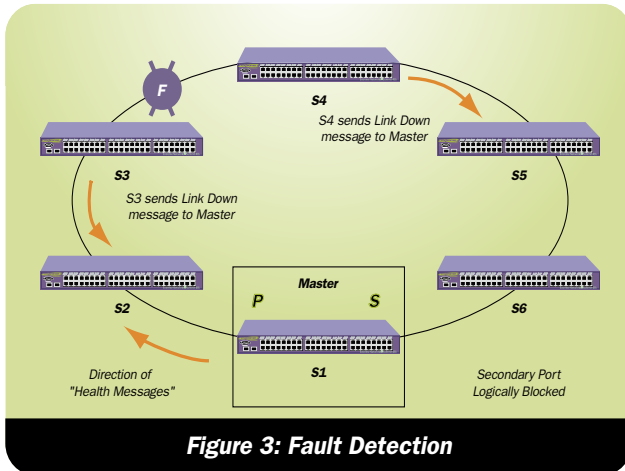 F
S4
S4 sends Link Down
message to Master
S3
S5
S3 sends Link Down
message to Master
Master
P
S
S2
S6
S1
Direction of
"Health Messages"
Secondary Port
Logically Blocked
Figure 3: Fault Detection